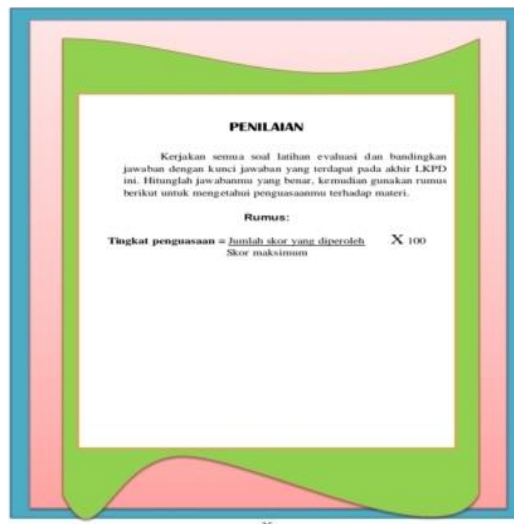 PENILAIAN
Kerjakan semua soal latihan evaluasi dan bandingkan
jawaban dengan kunci jawaban yang terdapat pada akhir LKPD
ini. Hitunglah jawabanmu yang benar, kemudian gunakan rumus
berikut untuk mengetahui penguasaanmu terhadap materi.
Rumus:
Tingkat penguasaan = Jumlah skor yang diperoleh X 100
Skor maksimum